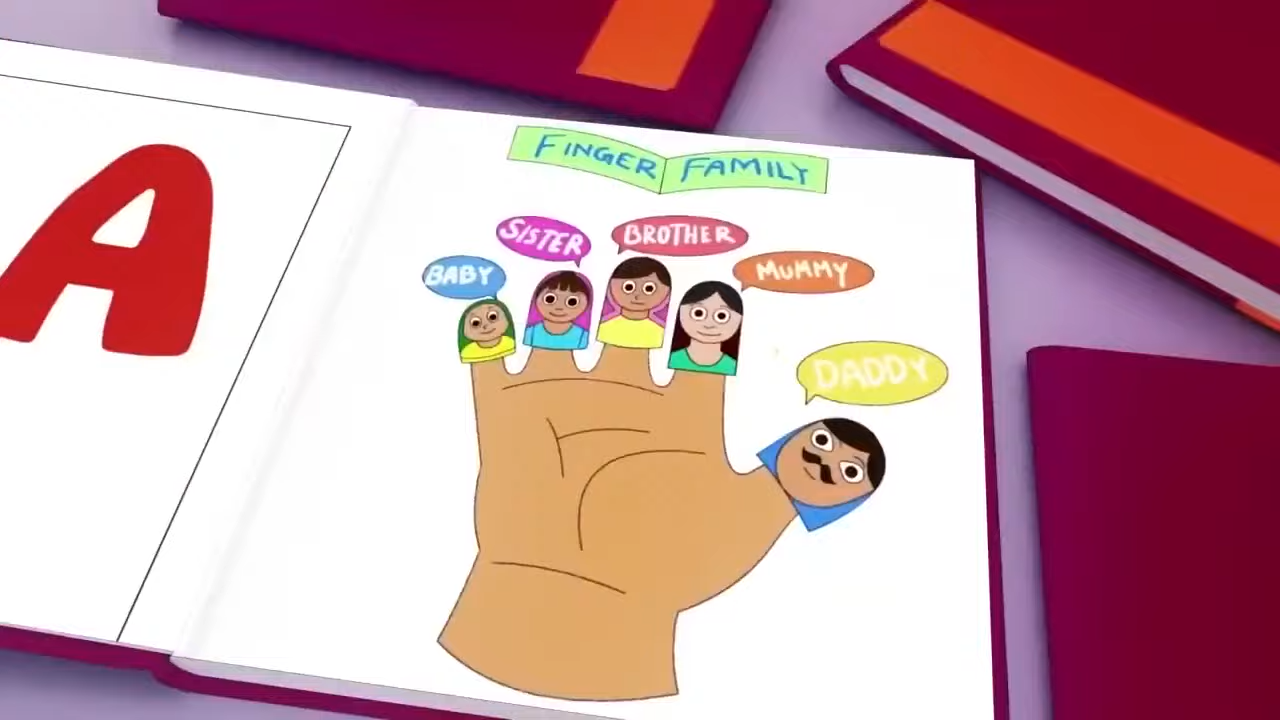 A
FINGER FAMILY
SISTER
BROTHER
BABY
MUMMY
DADDY